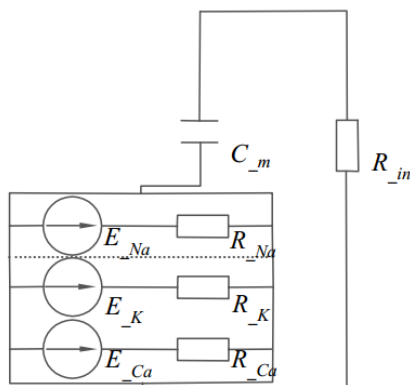 C_m
R_in
E_Na R_Na
E_K R_K
E_Ca R_Ca